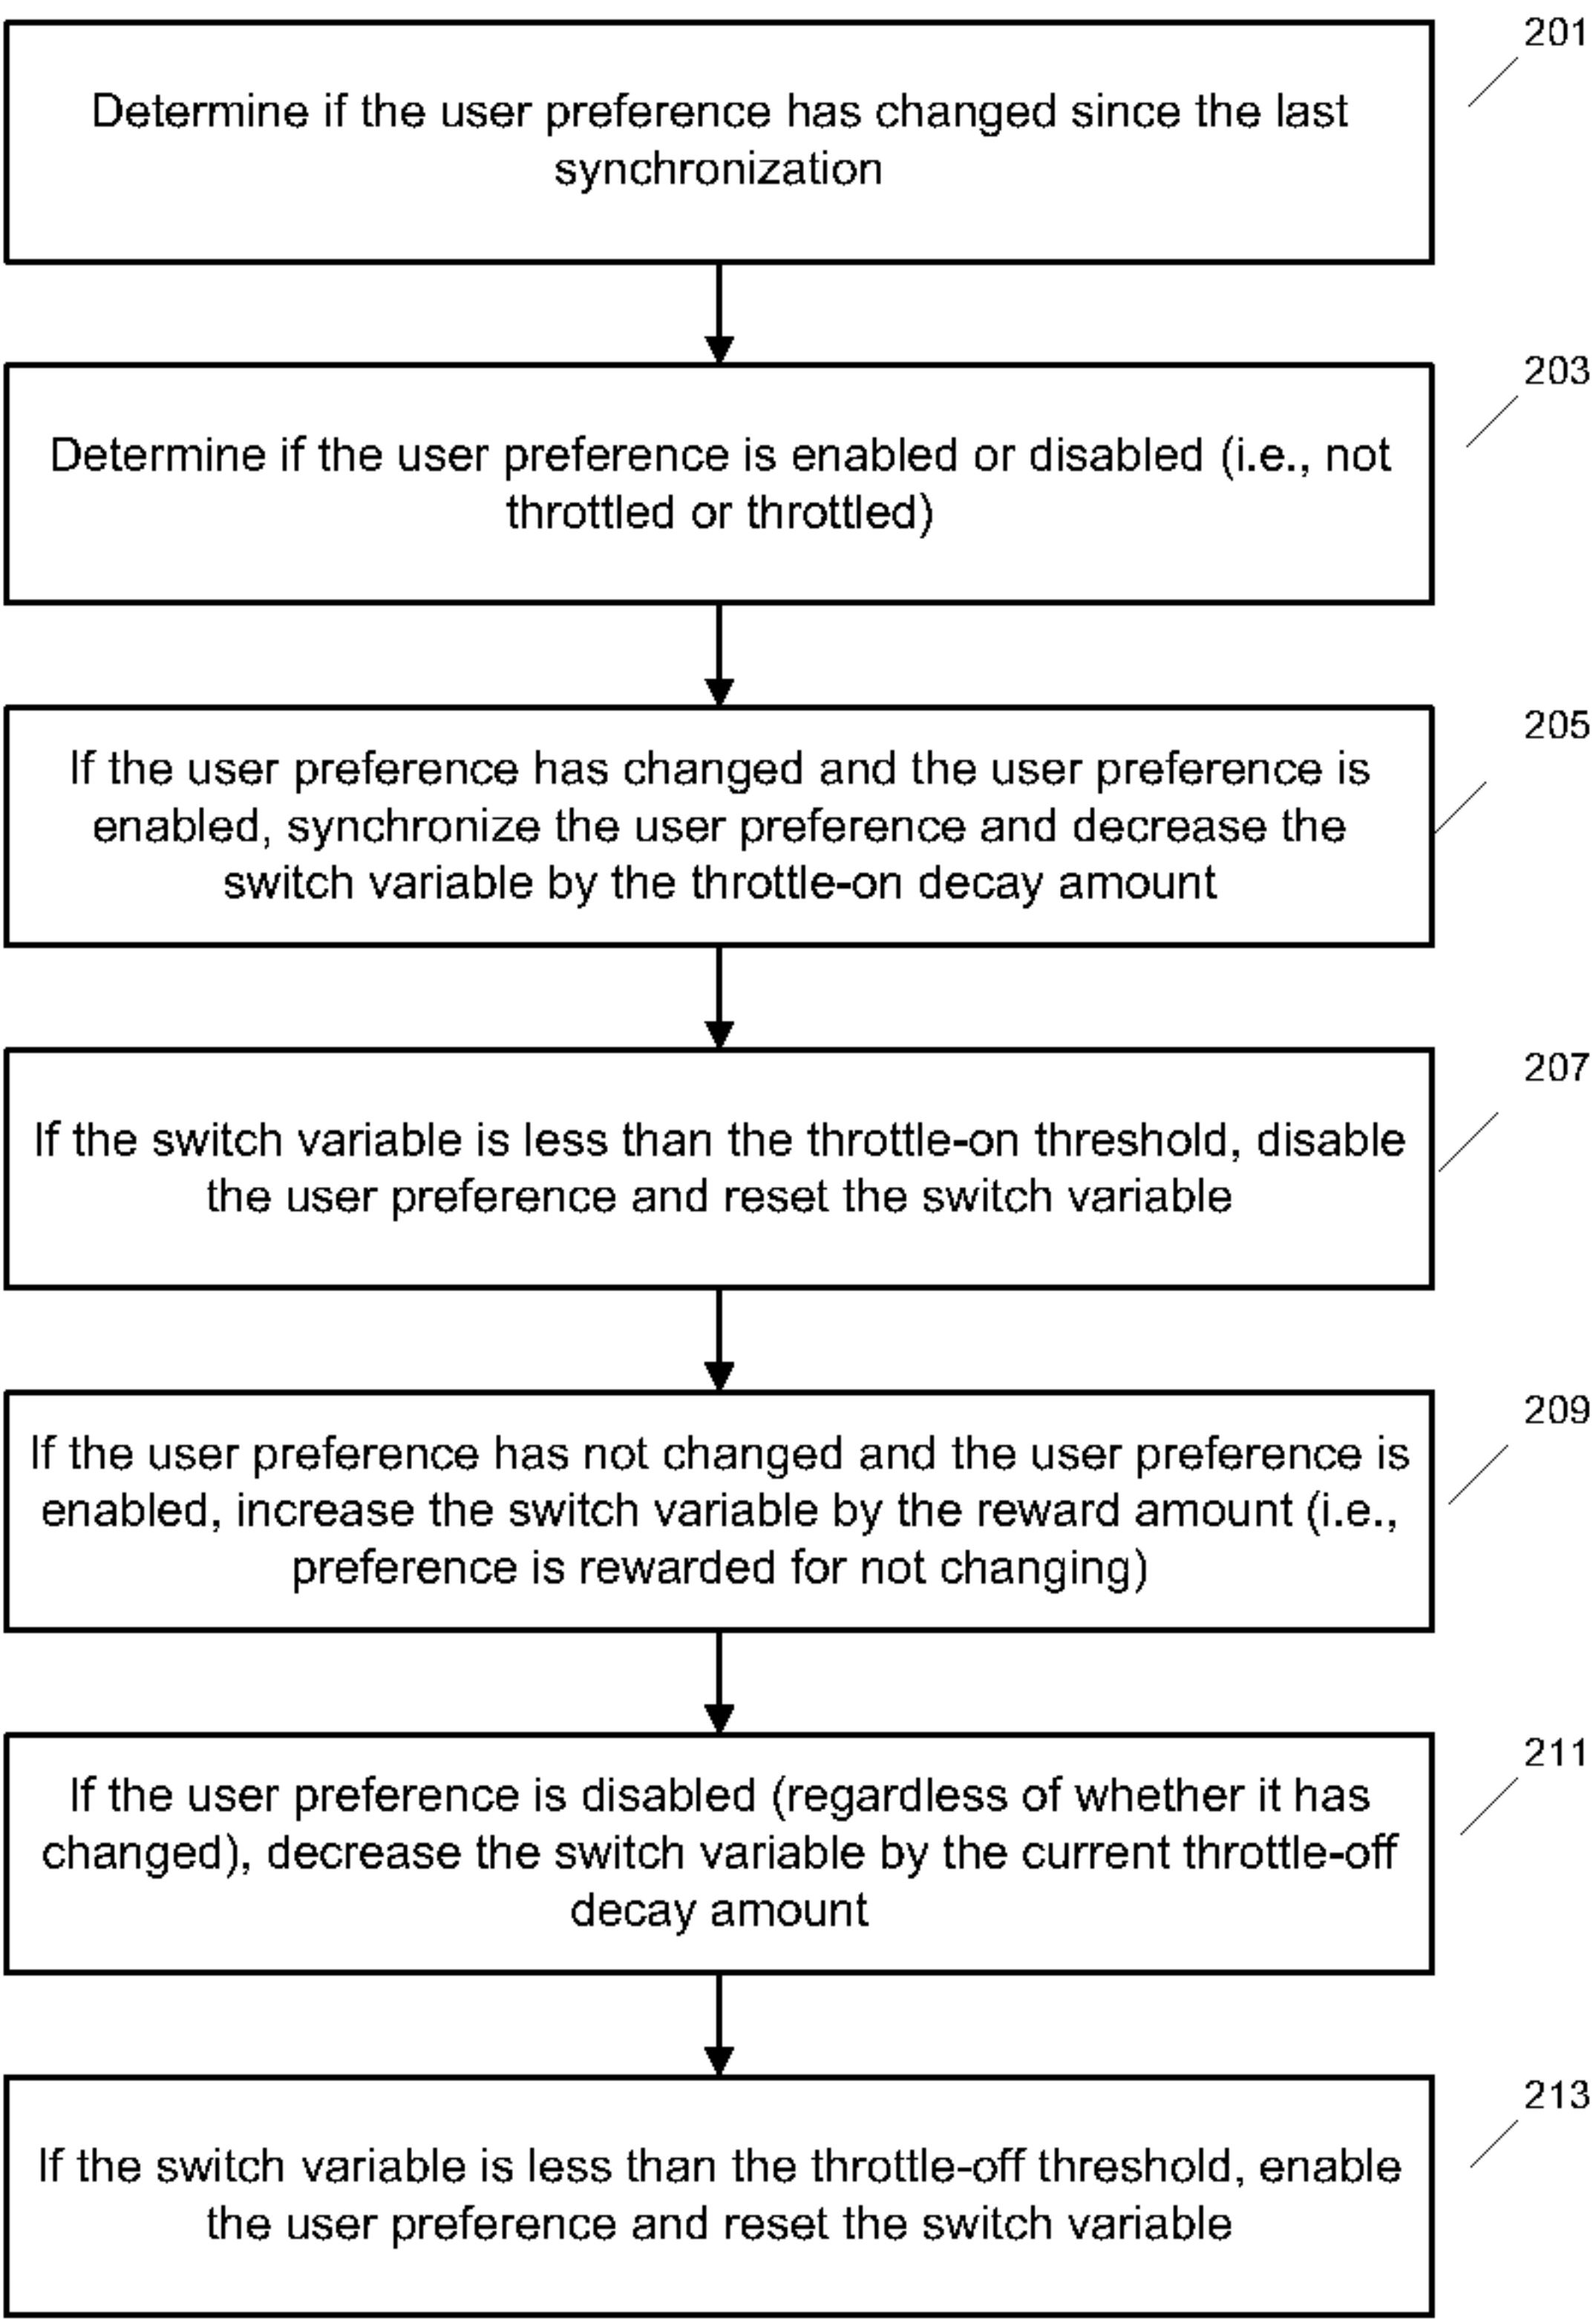 201
Determine if the user preference has changed since the last
synchronization
203
Determine if the user preference is enabled or disabled (i.e., not
throttled or throttled)
205
If the user preference has changed and the user preference is
enabled, synchronize the user preference and decrease the
switch variable by the throttle-on decay amount
207
If the switch variable is less than the throttle-on threshold, disable
the user preference and reset the switch variable
209
If the user preference has not changed and the user preference is
enabled, increase the switch variable by the reward amount (i.e.,
preference is rewarded for not changing)
211
If the user preference is disabled (regardless of whether it has
changed), decrease the switch variable by the current throttle-off
decay amount
213
If the switch variable is less than the throttle-off threshold, enable
the user preference and reset the switch variable